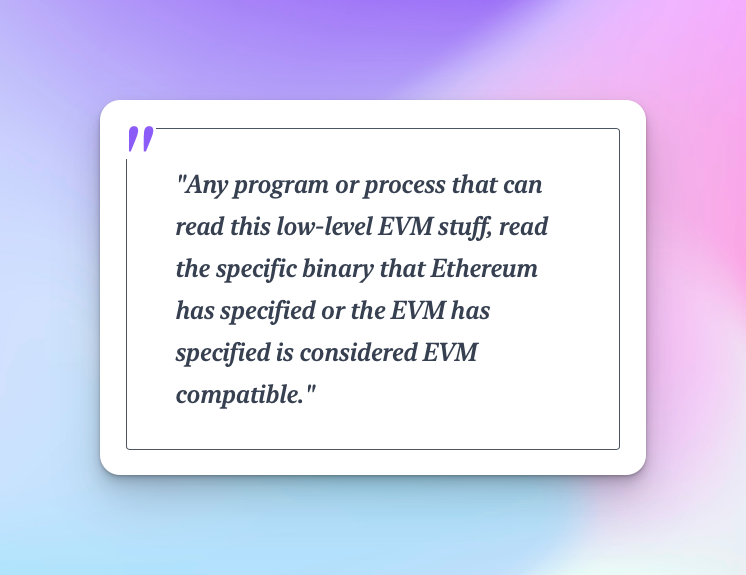 "Any program or process that can
read this low-level EVM stuff, read
the specific binary that Ethereum
has specified or the EVM has
specified is considered EVM
compatible."